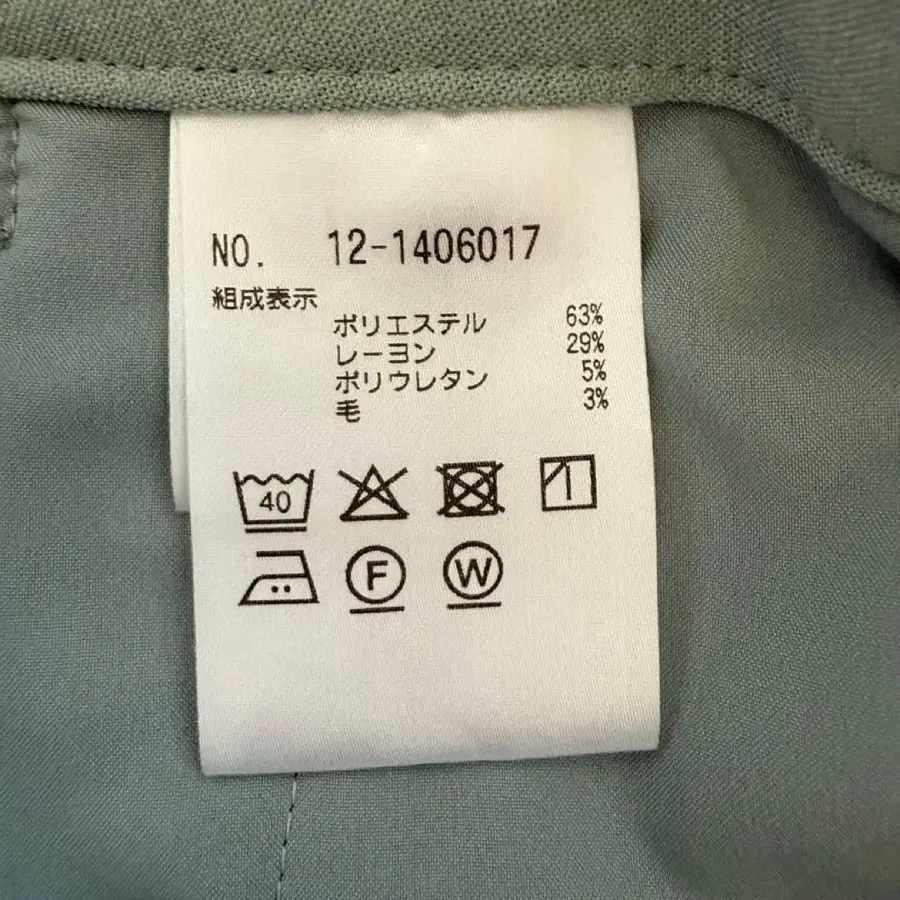 NO. 12-1406017
組成表示
ポリエステル 63%
レーヨン 29%
ポリウレタン 5%
毛 3%
40
F W